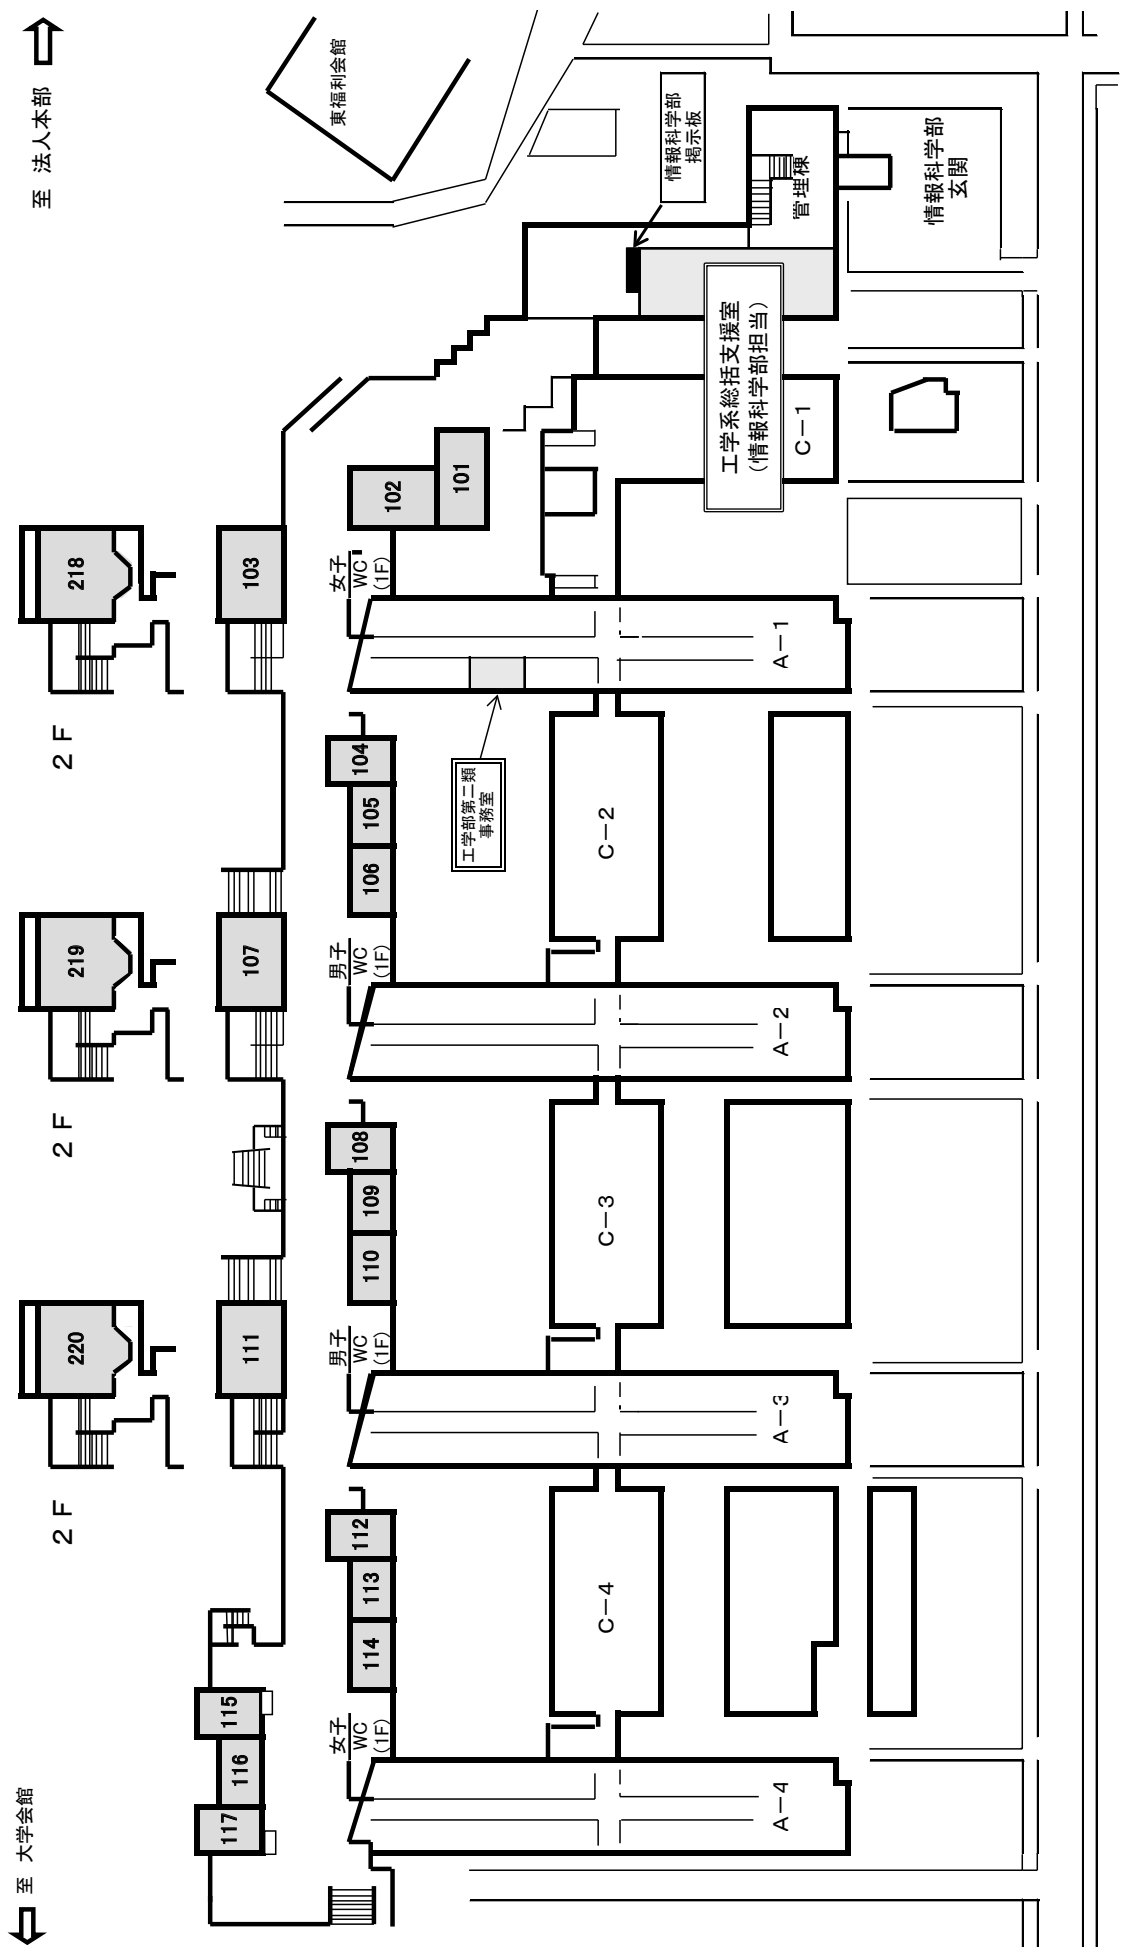 至 法人本部
東福利会館
情報科学部
掲示板
管理棟
情報科学部
玄関
工学系総括支援室
(情報科学部担当)
C－1
101
102
103
218
女子
WC
(1F)
A－1
２Ｆ
104
105
106
工学部第二類
事務室
C－2
219
107
男子
WC
(1F)
A－2
２Ｆ
108
109
110
C－3
220
111
男子
WC
(1F)
A－3
２Ｆ
112
113
114
C－4
115
116
117
女子
WC
(1F)
A－4
至 大学会館